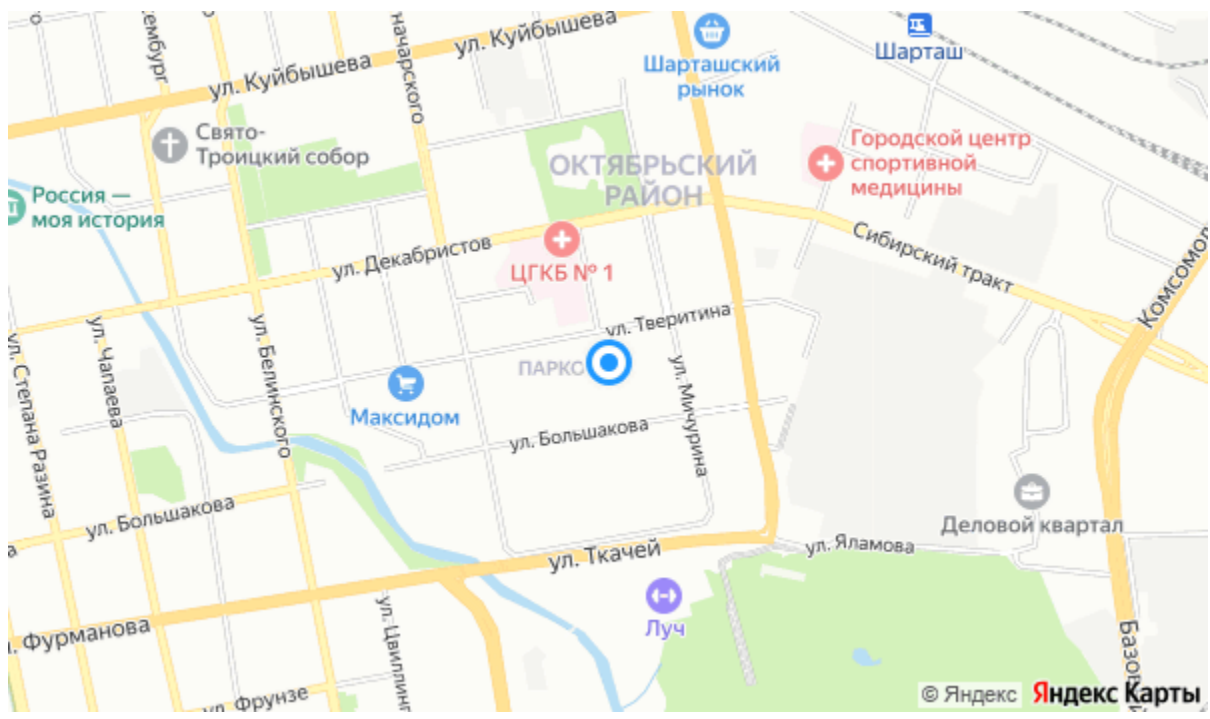 ул. Куйбышева
ул. Куйбышева
Шарташский
рынок
Шарташ
Свято-
Троицкий собор
Россия —
моя история
ОКТЯБРЬСКИЙ
РАЙОН
Городской центр
спортивной
медицины
ул. Декабристов
ЦГКБ № 1
Сибирский тракт
ул. Тверитина
ПАРКО
Максидом
ул. Степана Разина
ул. Чапаева
ул. Белинского
ул. Мичурина
ул. Большакова
ул. Большакова
Деловой квартал
ул. Ткачей
ул. Яламова
Луч
Фурманова
ул. Фрунзе
© Яндекс
Яндекс Карты